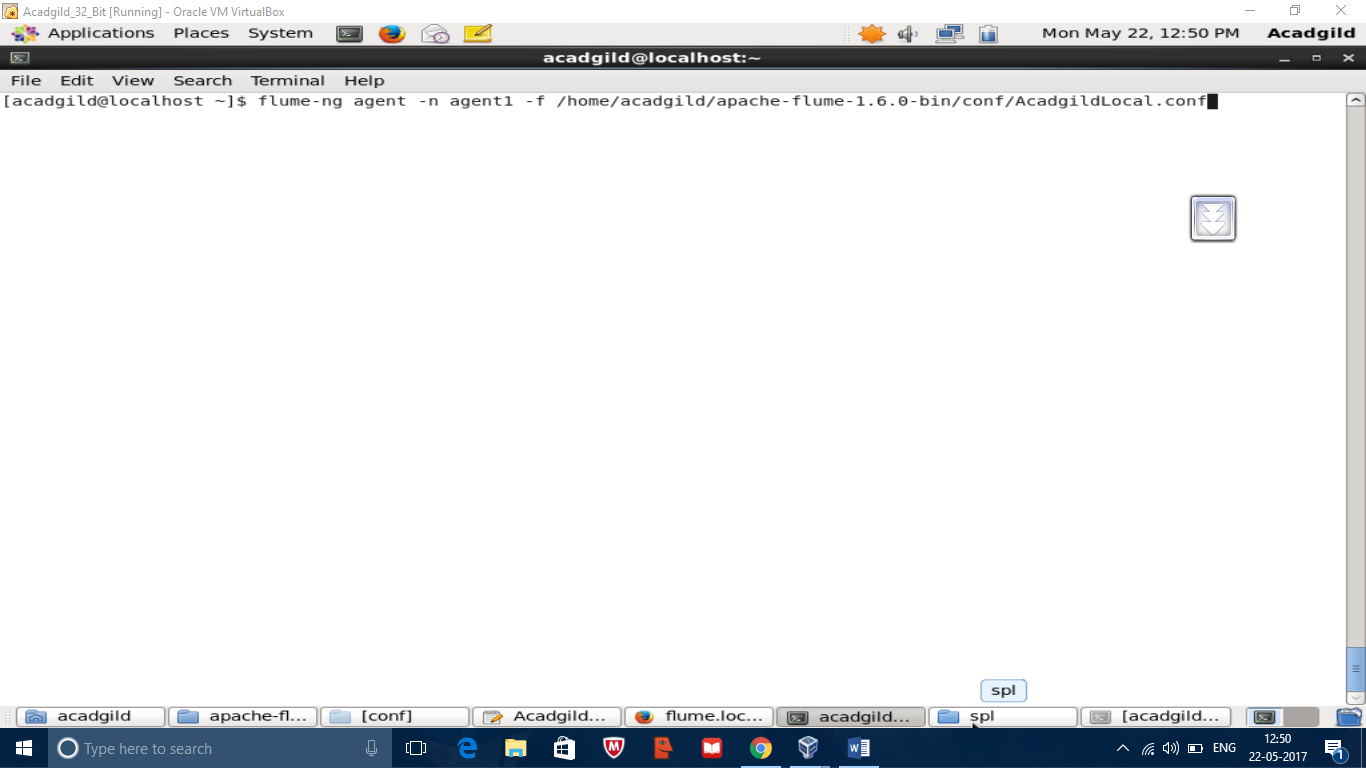 Acadgild_32_Bit [Running] - Oracle VM VirtualBox
Applications Places System Mon May 22, 12:50 PM Acadgild
acadgild@localhost:~
File Edit View Search Terminal Help
[acadgild@localhost ~]$ flume-ng agent -n agent1 -f /home/acadgild/apache-flume-1.6.0-bin/conf/AcadgildLocal.conf
spl
acadgild apache-fl... [conf] Acadgild... flume.loc... acadgild... spl [acadgild...
Type here to search ENG 12:50
22-05-2017 1